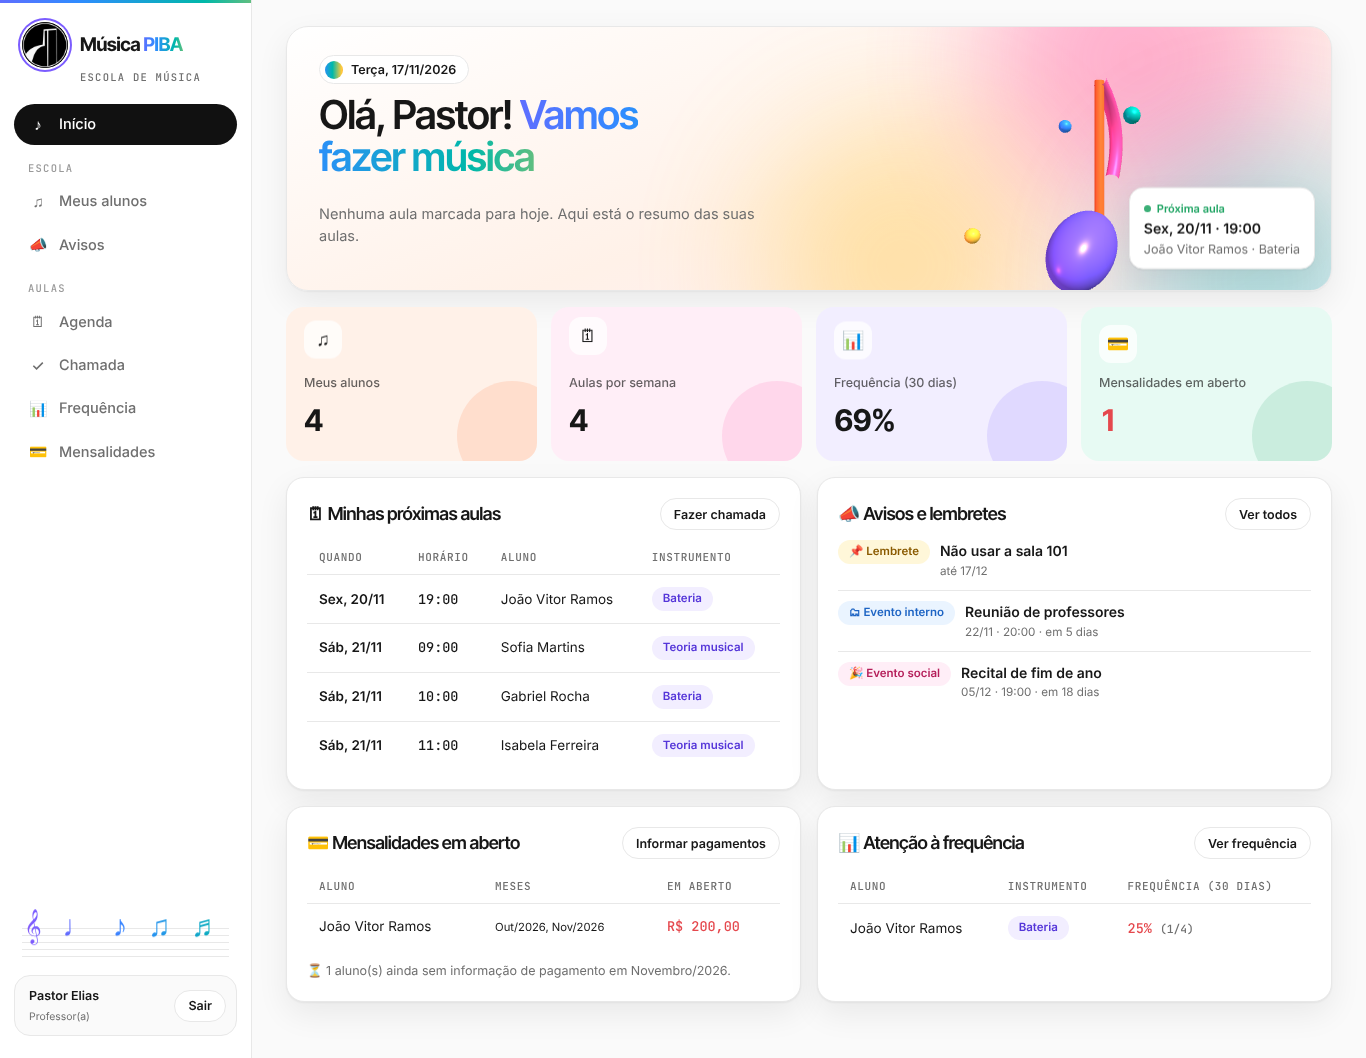 Música PIBA
ESCOLA DE MÚSICA
Início
ESCOLA
Meus alunos
Avisos
AULAS
Agenda
Chamada
Frequência
Mensalidades
Pastor Elias
Professor(a)
Sair
Terça, 17/11/2026
Olá, Pastor! Vamos
fazer música
Nenhuma aula marcada para hoje. Aqui está o resumo das suas
aulas.
Próxima aula
Sex, 20/11 · 19:00
João Vitor Ramos · Bateria
Meus alunos
4
Aulas por semana
4
Frequência (30 dias)
69%
Mensalidades em aberto
1
Minhas próximas aulas
Fazer chamada
QUANDO HORÁRIO ALUNO INSTRUMENTO
Sex, 20/11 19:00 João Vitor Ramos Bateria
Sáb, 21/11 09:00 Sofia Martins Teoria musical
Sáb, 21/11 10:00 Gabriel Rocha Bateria
Sáb, 21/11 11:00 Isabela Ferreira Teoria musical
Avisos e lembretes
Ver todos
📌 Lembrete Não usar a sala 101
até 17/12
Evento interno Reunião de professores
22/11 · 20:00 · em 5 dias
🎉 Evento social Recital de fim de ano
05/12 · 19:00 · em 18 dias
Mensalidades em aberto
Informar pagamentos
ALUNO MESES EM ABERTO
João Vitor Ramos Out/2026, Nov/2026 R$ 200,00
⏳ 1 aluno(s) ainda sem informação de pagamento em Novembro/2026.
Atenção à frequência
Ver frequência
ALUNO INSTRUMENTO FREQUÊNCIA (30 DIAS)
João Vitor Ramos Bateria 25% (1/4)